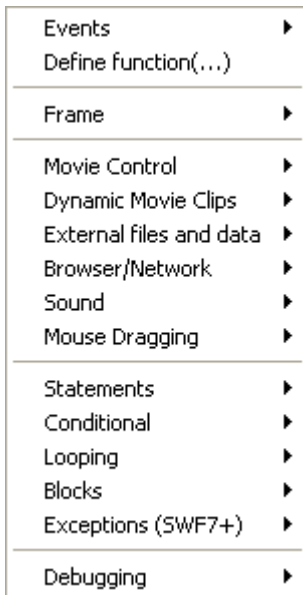 Events
Define function(...)
Frame
Movie Control
Dynamic Movie Clips
External files and data
Browser/Network
Sound
Mouse Dragging
Statements
Conditional
Looping
Blocks
Exceptions (SWF7+)
Debugging